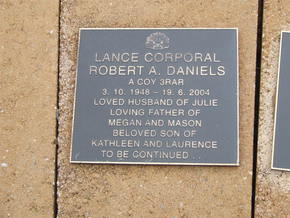 LANCE CORPORAL
ROBERT A. DANIELS
A COY 3RAR
3. 10. 1948 – 19. 6. 2004
LOVED HUSBAND OF JULIE
LOVING FATHER OF
MEGAN AND MASON
BELOVED SON OF
KATHLEEN AND LAURENCE
TO BE CONTINUED . .